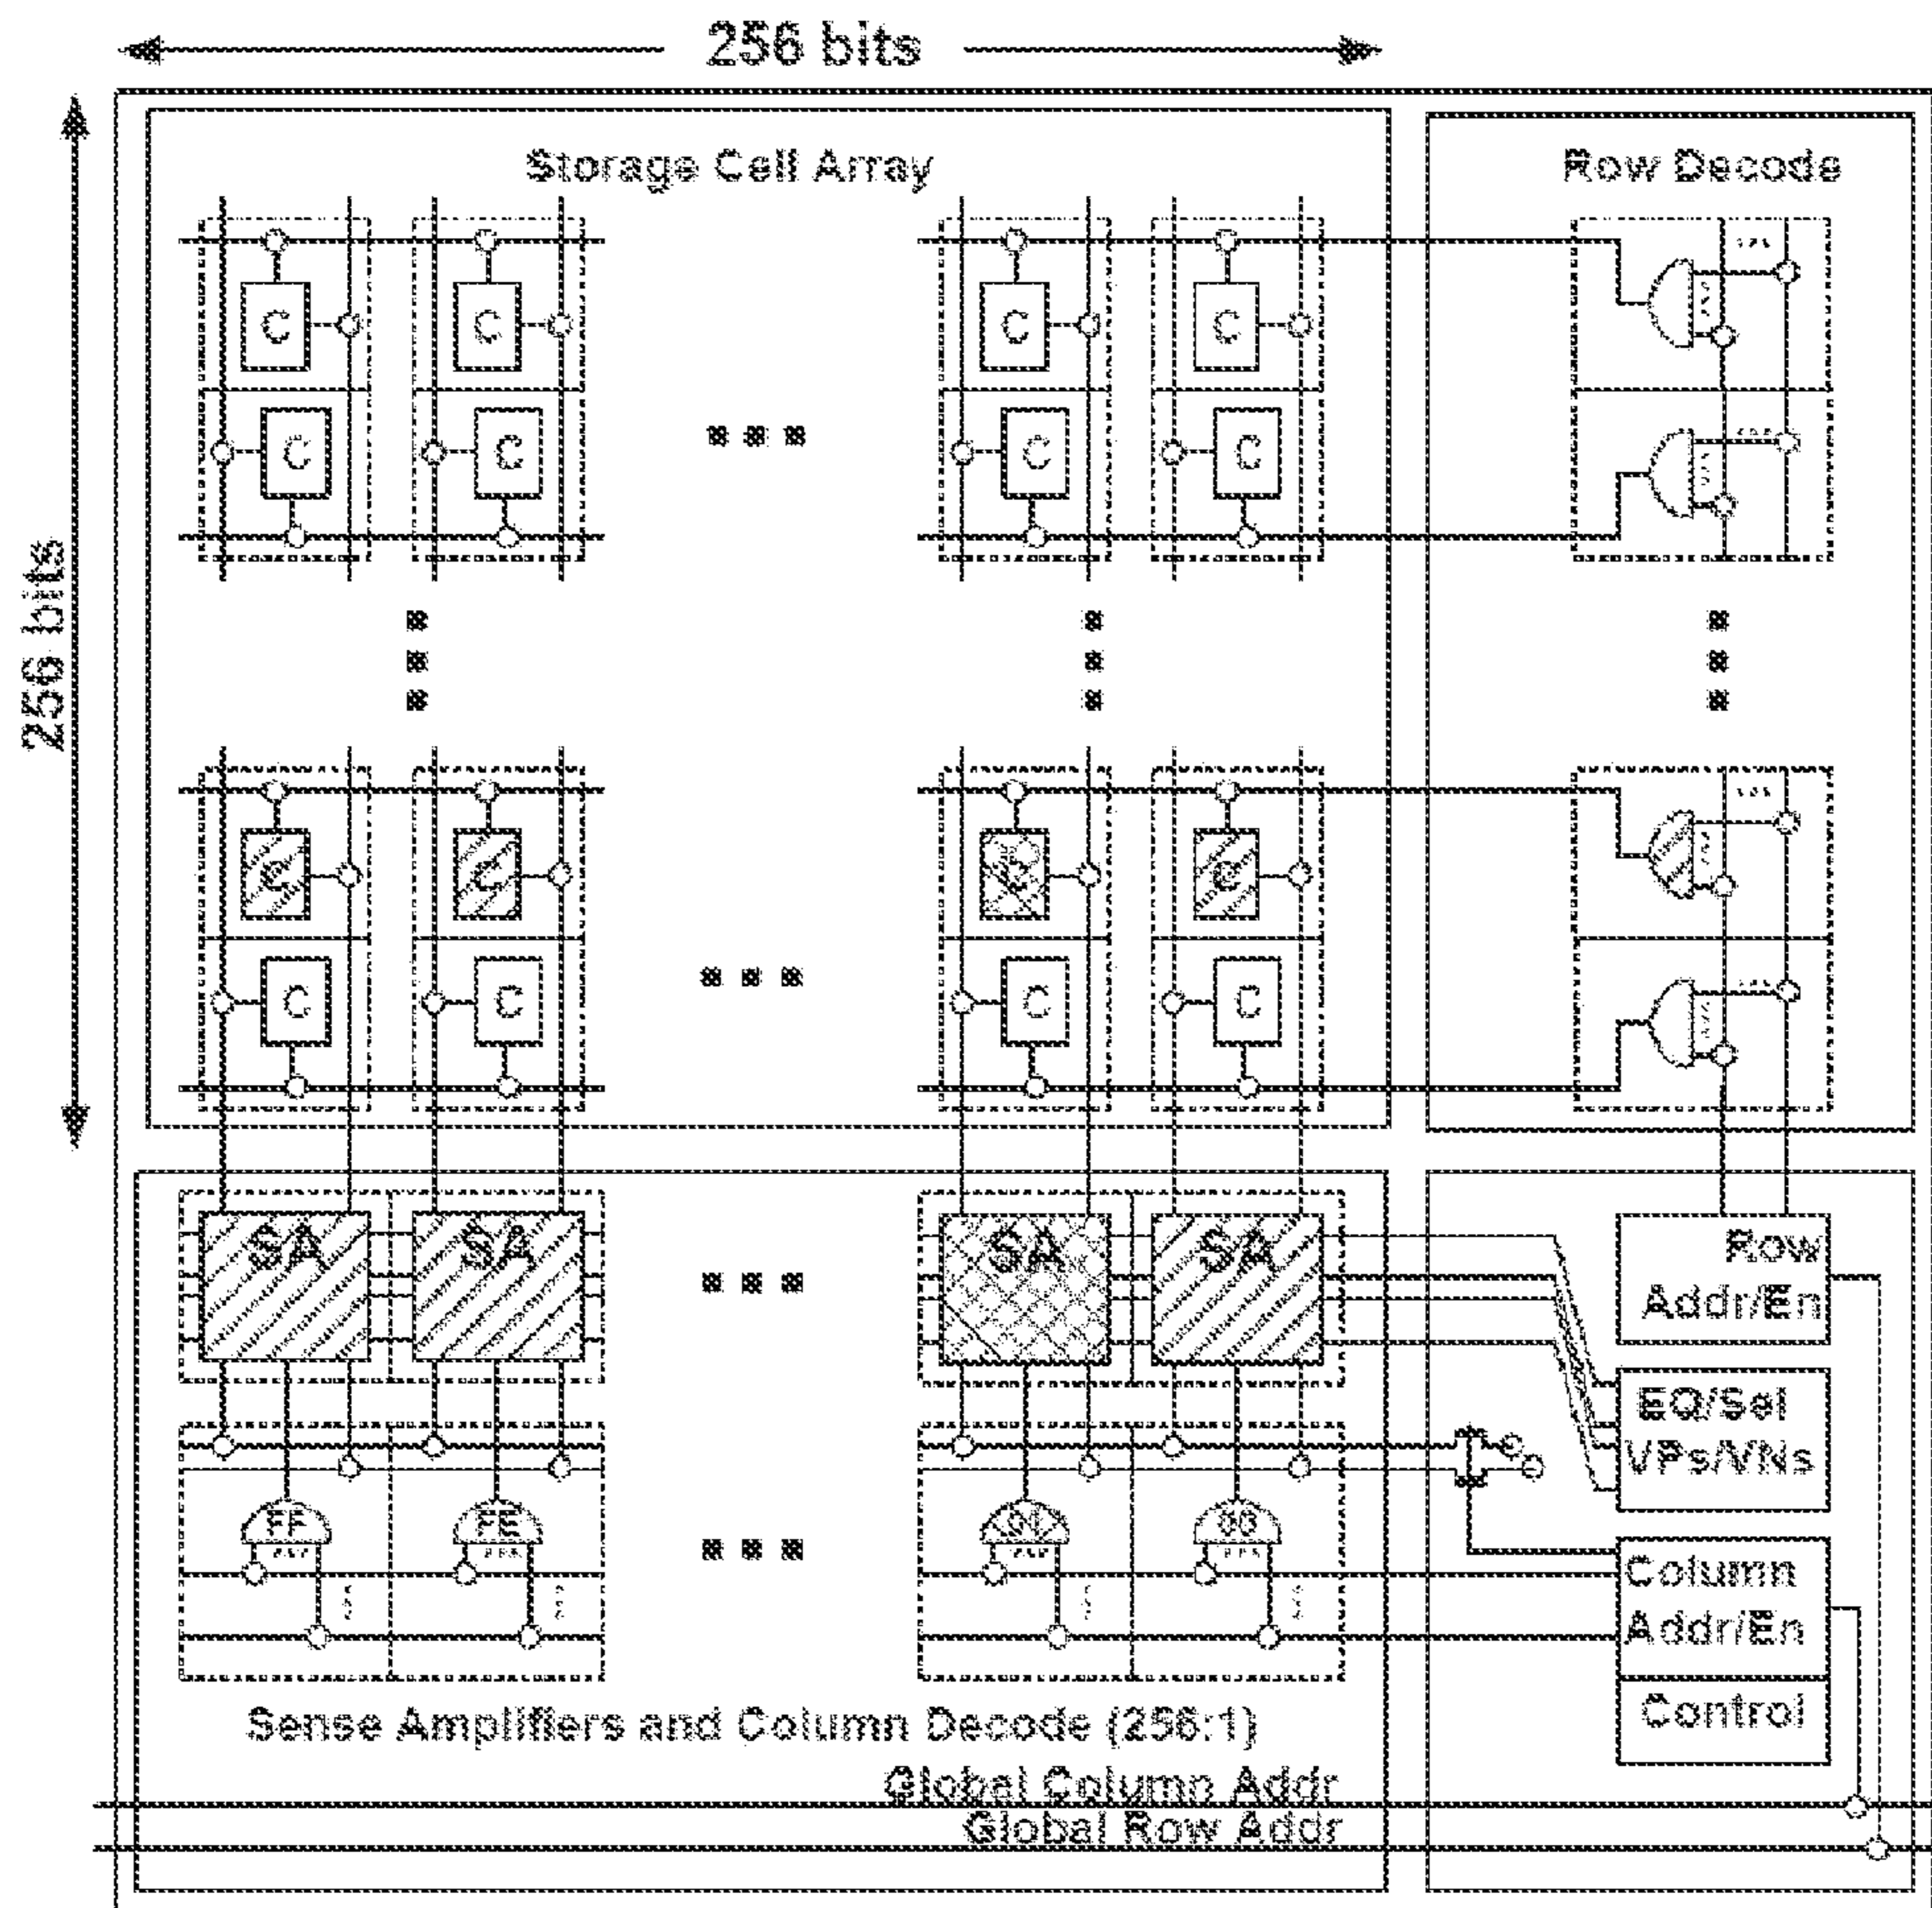 256 bits
256 bits
Storage Cell Array
Row Decode
C C C C
C C C C
C C C C
C C C C
SA SA SA SA
Row
Addr/En
EQ/Sel
VPs/VNs
FF FE 01 00
Column
Addr/En
Control
Sense Amplifiers and Column Decode (256:1)
Global Column Addr
Global Row Addr